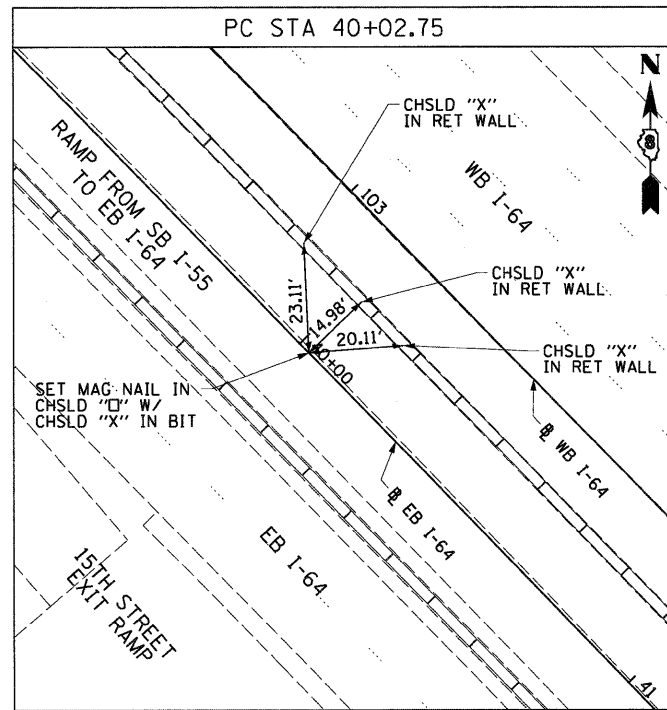 PC STA 40+02.75
N
8
CHSLD "X"
IN RET WALL
RAMP FROM SB I-55
TO EB I-64
103
WB I-64
CHSLD "X"
IN RET WALL
23.11'
14.98'
20.11'
CHSLD "X"
IN RET WALL
40+00
SET MAG NAIL IN
CHSLD "□" W/
CHSLD "X" IN BIT
℄ WB I-64
℄ EB I-64
EB I-64
15TH STREET
EXIT RAMP
41